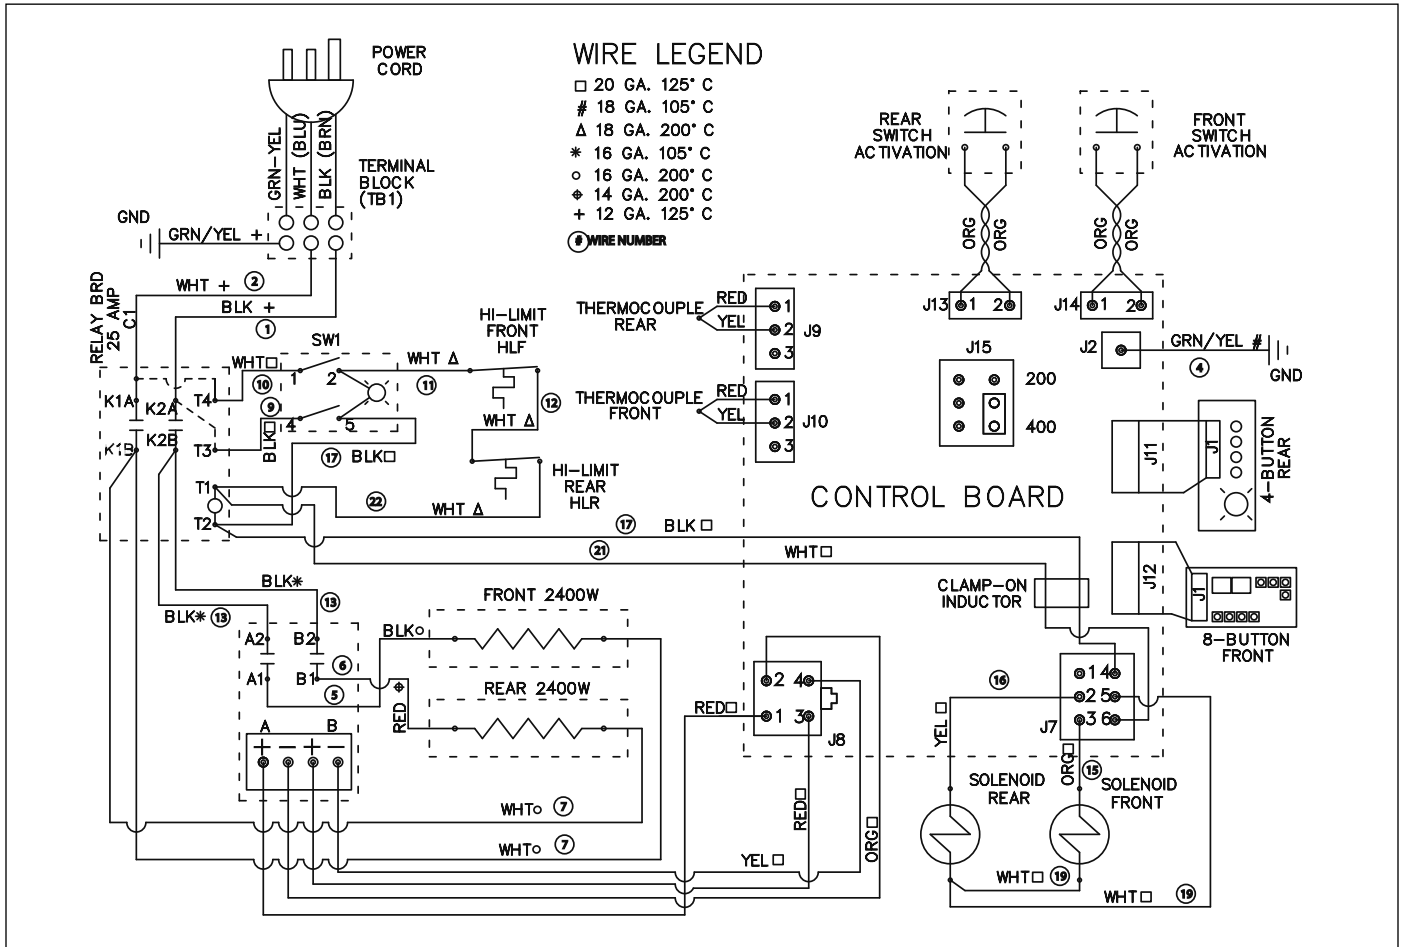 POWER
CORD
WIRE LEGEND
□ 20 GA. 125° C
# 18 GA. 105° C
Δ 18 GA. 200° C
* 16 GA. 105° C
○ 16 GA. 200° C
⌖ 14 GA. 200° C
+ 12 GA. 125° C
# WIRE NUMBER
GRN-YEL
WHT (BLU)
BLK (BRN)
TERMINAL
BLOCK
(TB1)
GND
GRN/YEL +
WHT + 2
BLK +
1
RELAY BRD
25 AMP
C1
SW1
WHT□
10
1
2
9
4
5
BLK□
17 BLK□
WHT Δ
11
HI-LIMIT
FRONT
HLF
12
WHT Δ
HI-LIMIT
REAR
HLR
22
WHT Δ
K1A
K2A
T4
K1B
K2B
T3
T1
T2
17 BLK□
21
WHT□
BLK*
13
BLK* 13
A2
B2
A1
B1
6
5
A
B
+ - + -
BLK○
FRONT 2400W
REAR 2400W
RED ⌖
WHT○ 7
WHT○ 7
REAR
SWITCH
ACTIVATION
FRONT
SWITCH
ACTIVATION
ORG
ORG
ORG
ORG
J13 1 2
J14 1 2
THERMOCOUPLE
REAR
RED
YEL
1
2
3
J9
THERMOCOUPLE
FRONT
RED
YEL
1
2
3
J10
J15
200
400
J2
GRN/YEL #
4
GND
CONTROL BOARD
J11
J1
4-BUTTON
REAR
J12
J1
8-BUTTON
FRONT
CLAMP-ON
INDUCTOR
2 4
1 3
J8
RED□
RED□
YEL□
ORG□
1 4
2 5
3 6
J7
16
YEL□
ORG□
15
SOLENOID
REAR
SOLENOID
FRONT
WHT□ 19
WHT□ 19